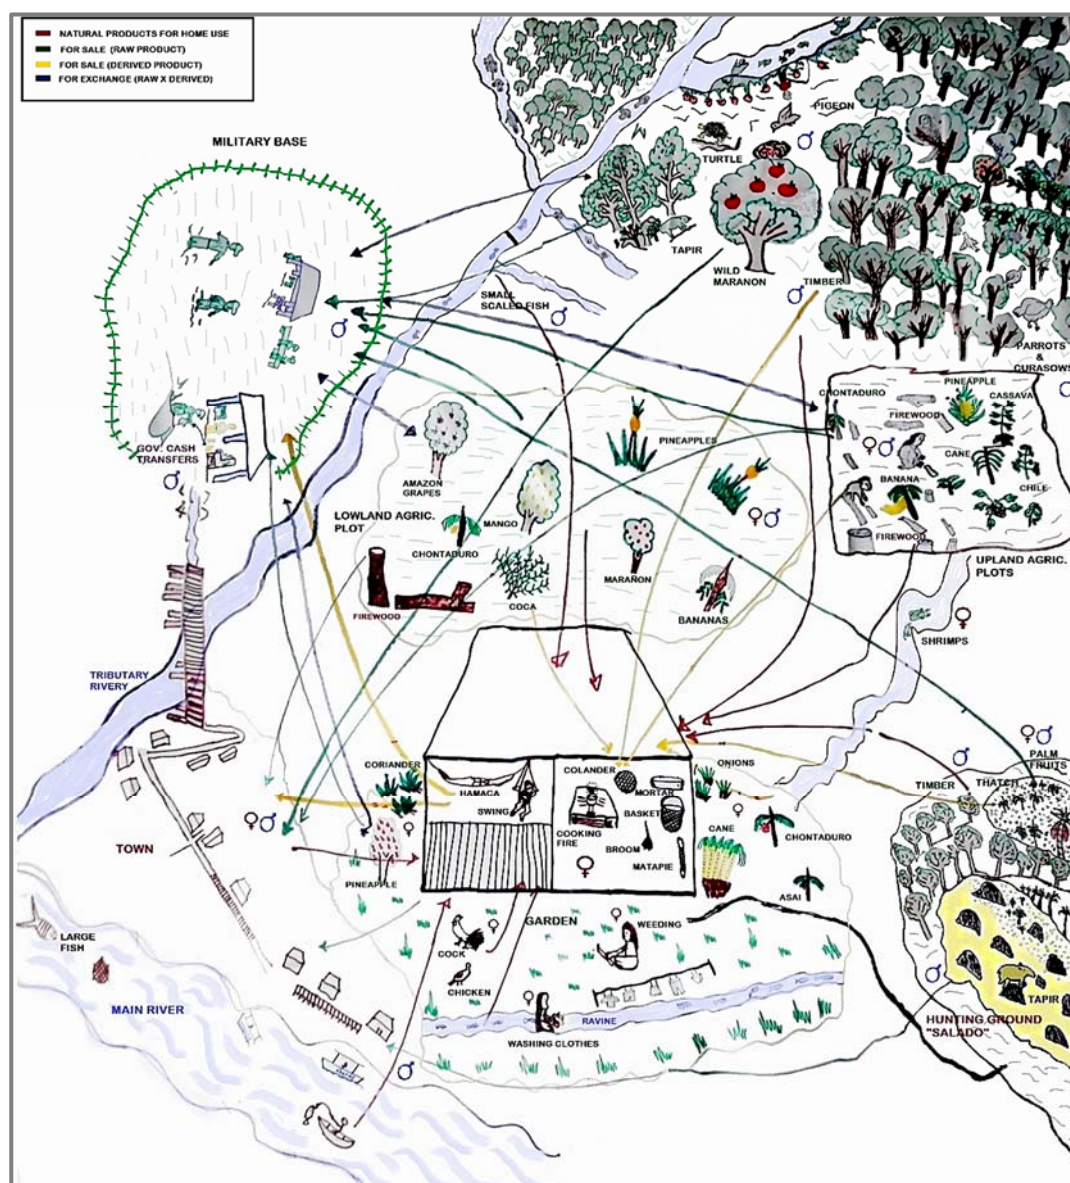 NATURAL PRODUCTS FOR HOME USE
FOR SALE (RAW PRODUCT)
FOR SALE (DERIVED PRODUCT)
FOR EXCHANGE (RAW X DERIVED)
MILITARY BASE
PIGEON
TURTLE
TAPIR
WILD
MARANON
TIMBER
SMALL
SCALED FISH
PARROTS
&
CURASOWS
CHONTADURO
PINEAPPLE
CASSAVA
FIREWOOD
CANE
BANANA
CHILE
FIREWOOD
UPLAND AGRIC.
PLOTS
GOV. CASH
TRANSFERS
AMAZON
GRAPES
PINEAPPLES
LOWLAND AGRIC.
PLOT
MANGO
CHONTADURO
COCA
MARAÑON
BANANAS
FIREWOOD
SHRIMPS
TRIBUTARY
RIVERY
TOWN
CORIANDER
HAMACA
SWING
COLANDER
MORTAR
BASKET
COOKING
FIRE
BROOM
MATAPIE
ONIONS
CANE
CHONTADURO
ASAI
PALM
FRUITS
TIMBER
THATCH
PINEAPPLE
GARDEN
WEEDING
COCK
CHICKEN
RAVINE
WASHING CLOTHES
LARGE
FISH
MAIN RIVER
TAPIR
HUNTING GROUND
"SALADO"